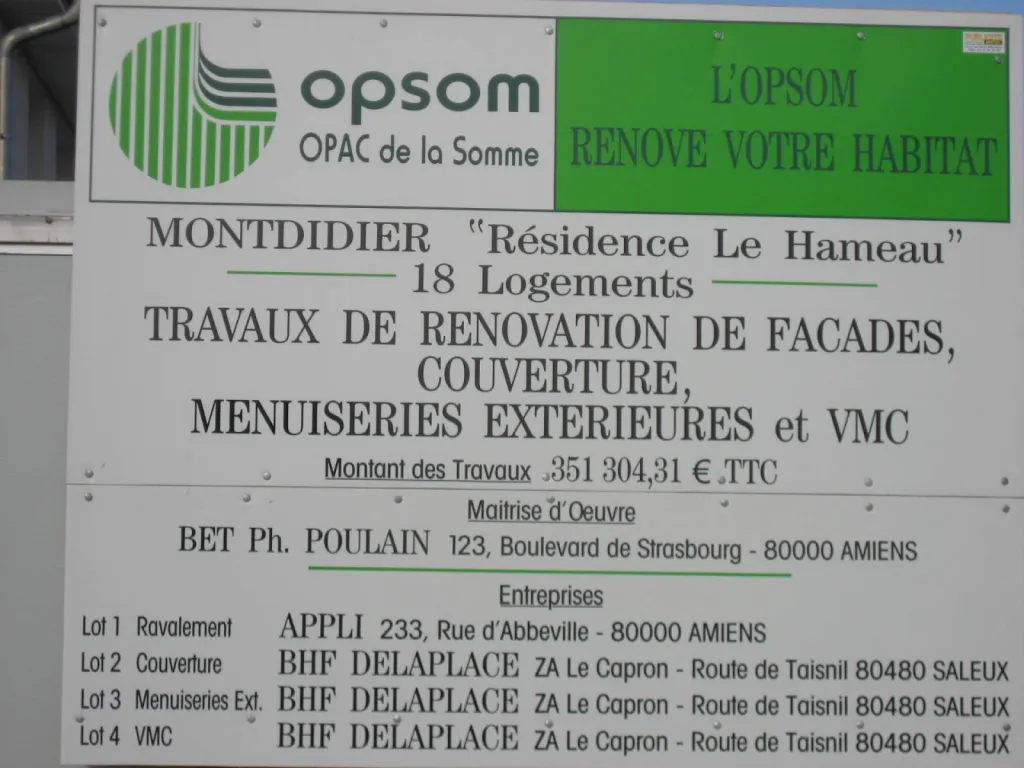 opsom
OPAC de la Somme
L'OPSOM
RENOVE VOTRE HABITAT
MONTDIDIER "Résidence Le Hameau"
18 Logements
TRAVAUX DE RENOVATION DE FACADES,
COUVERTURE,
MENUISERIES EXTERIEURES et VMC
Montant des Travaux 351 304,31 € TTC
Maitrise d'Oeuvre
BET Ph. POULAIN 123, Boulevard de Strasbourg - 80000 AMIENS
Entreprises
Lot 1 Ravalement APPLI 233, Rue d'Abbeville - 80000 AMIENS
Lot 2 Couverture BHF DELAPLACE ZA Le Capron - Route de Taisnil 80480 SALEUX
Lot 3 Menuiseries Ext. BHF DELAPLACE ZA Le Capron - Route de Taisnil 80480 SALEUX
Lot 4 VMC BHF DELAPLACE ZA Le Capron - Route de Taisnil 80480 SALEUX